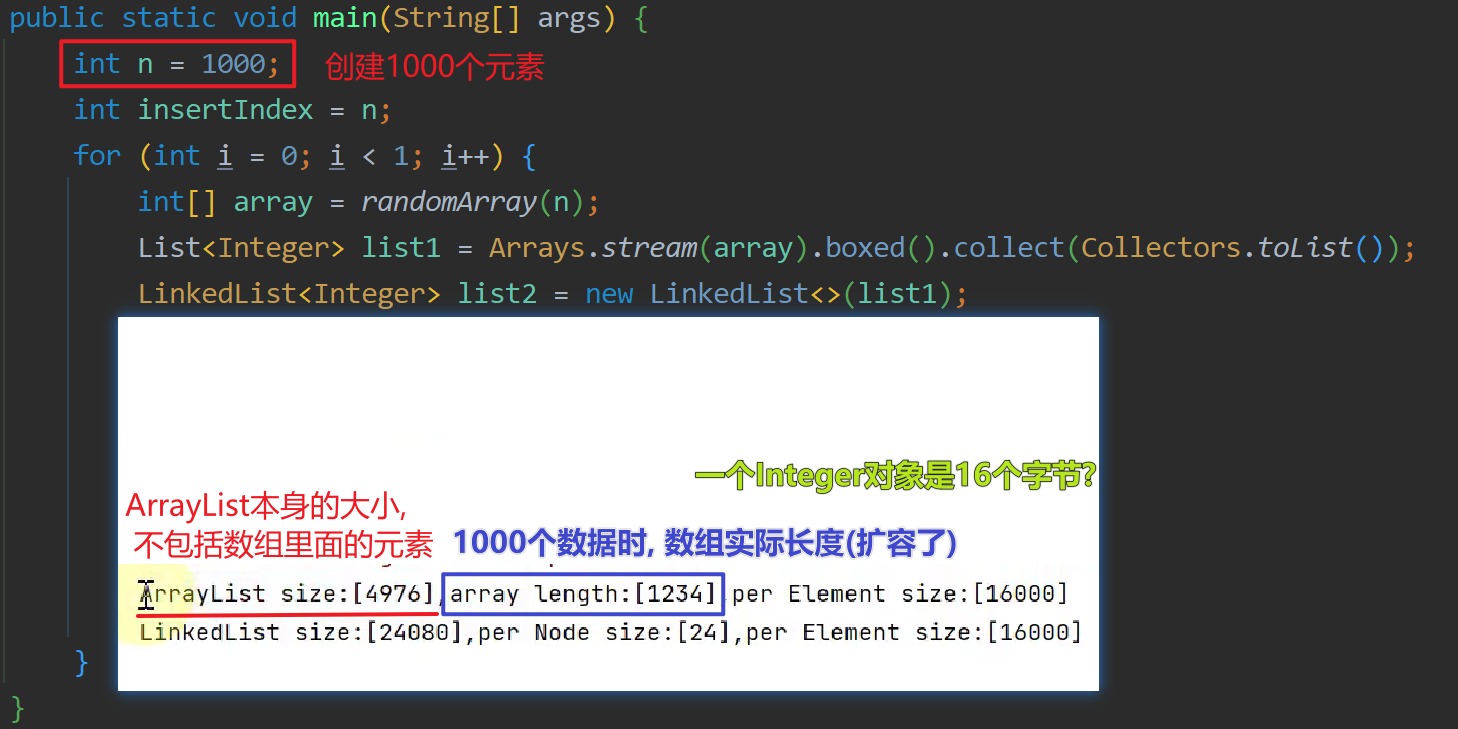 public static void main(String[] args) {
int n = 1000; 创建1000个元素
int insertIndex = n;
for (int i = 0; i < 1; i++) {
int[] array = randomArray(n);
List<Integer> list1 = Arrays.stream(array).boxed().collect(Collectors.toList());
LinkedList<Integer> list2 = new LinkedList<>(list1);
一个Integer对象是16个字节?
ArrayList本身的大小,
不包括数组里面的元素 1000个数据时, 数组实际长度(扩容了)
ArrayList size:[4976],array length:[1234],per Element size:[16000]
LinkedList size:[24080],per Node size:[24],per Element size:[16000]
}
}